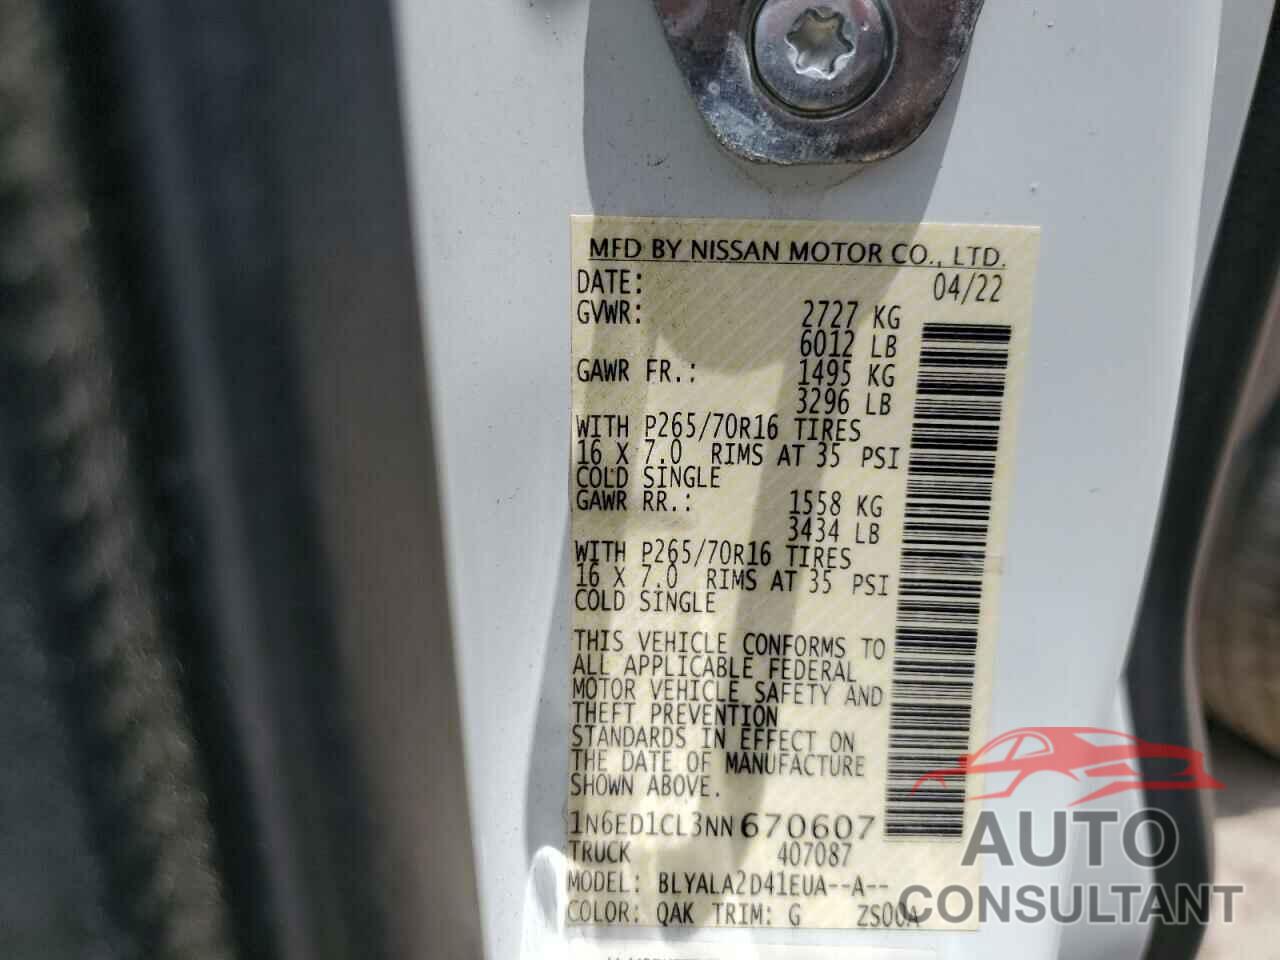 MFD BY NISSAN MOTOR CO., LTD.
DATE: 04/22
GVWR: 2727 KG
6012 LB
GAWR FR.: 1495 KG
3296 LB
WITH P265/70R16 TIRES
16 X 7.0 RIMS AT 35 PSI
COLD SINGLE
GAWR RR.: 1558 KG
3434 LB
WITH P265/70R16 TIRES
16 X 7.0 RIMS AT 35 PSI
COLD SINGLE
THIS VEHICLE CONFORMS TO
ALL APPLICABLE FEDERAL
MOTOR VEHICLE SAFETY AND
THEFT PREVENTION
STANDARDS IN EFFECT ON
THE DATE OF MANUFACTURE
SHOWN ABOVE.
1N6ED1CL3NN670607
TRUCK 407087
MODEL: BLYALA2D41EUA--A--
COLOR: QAK TRIM: G ZS00A
AUTO
CONSULTANT